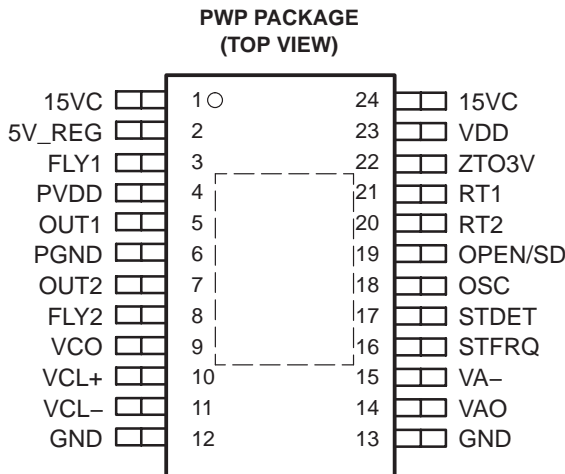 PWP PACKAGE
(TOP VIEW)
15VC 1 24 15VC
5V_REG 2 23 VDD
FLY1 3 22 ZTO3V
PVDD 4 21 RT1
OUT1 5 20 RT2
PGND 6 19 OPEN/SD
OUT2 7 18 OSC
FLY2 8 17 STDET
VCO 9 16 STFRQ
VCL+ 10 15 VA−
VCL− 11 14 VAO
GND 12 13 GND